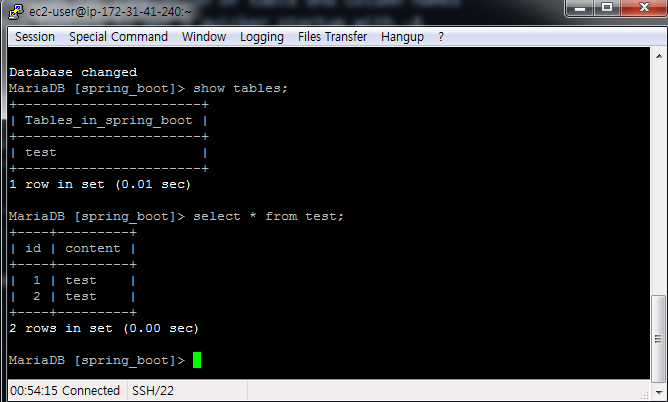 ec2-user@ip-172-31-41-240:~
Session Special Command Window Logging Files Transfer Hangup ?
Database changed
MariaDB [spring_boot]> show tables;
+-----------------------+
| Tables_in_spring_boot |
+-----------------------+
| test                  |
+-----------------------+
1 row in set (0.01 sec)
MariaDB [spring_boot]> select * from test;
+----+---------+
| id | content |
+----+---------+
|  1 | test    |
|  2 | test    |
+----+---------+
2 rows in set (0.00 sec)
MariaDB [spring_boot]>
00:54:15 Connected SSH/22